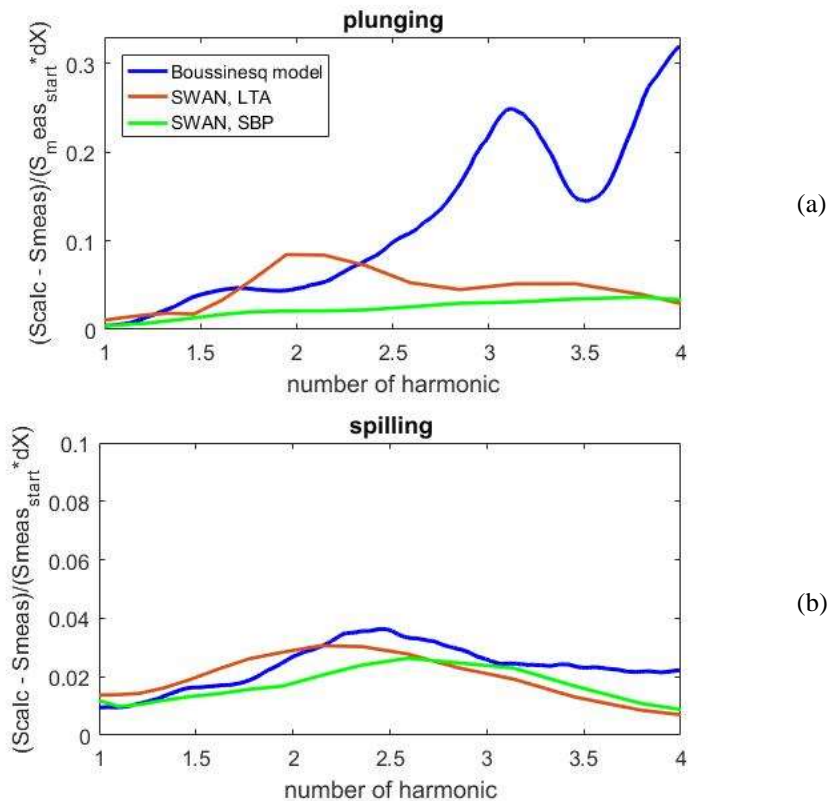 plunging
(Scalc - Smeas)/(S_m eas_start*dX)
0.3
0.2
0.1
0
Boussinesq model
SWAN, LTA
SWAN, SBP
1 1.5 2 2.5 3 3.5 4
number of harmonic
(a)
spilling
(Scalc - Smeas)/(Smeas_start*dX)
0.1
0.08
0.06
0.04
0.02
0
1 1.5 2 2.5 3 3.5 4
number of harmonic
(b)